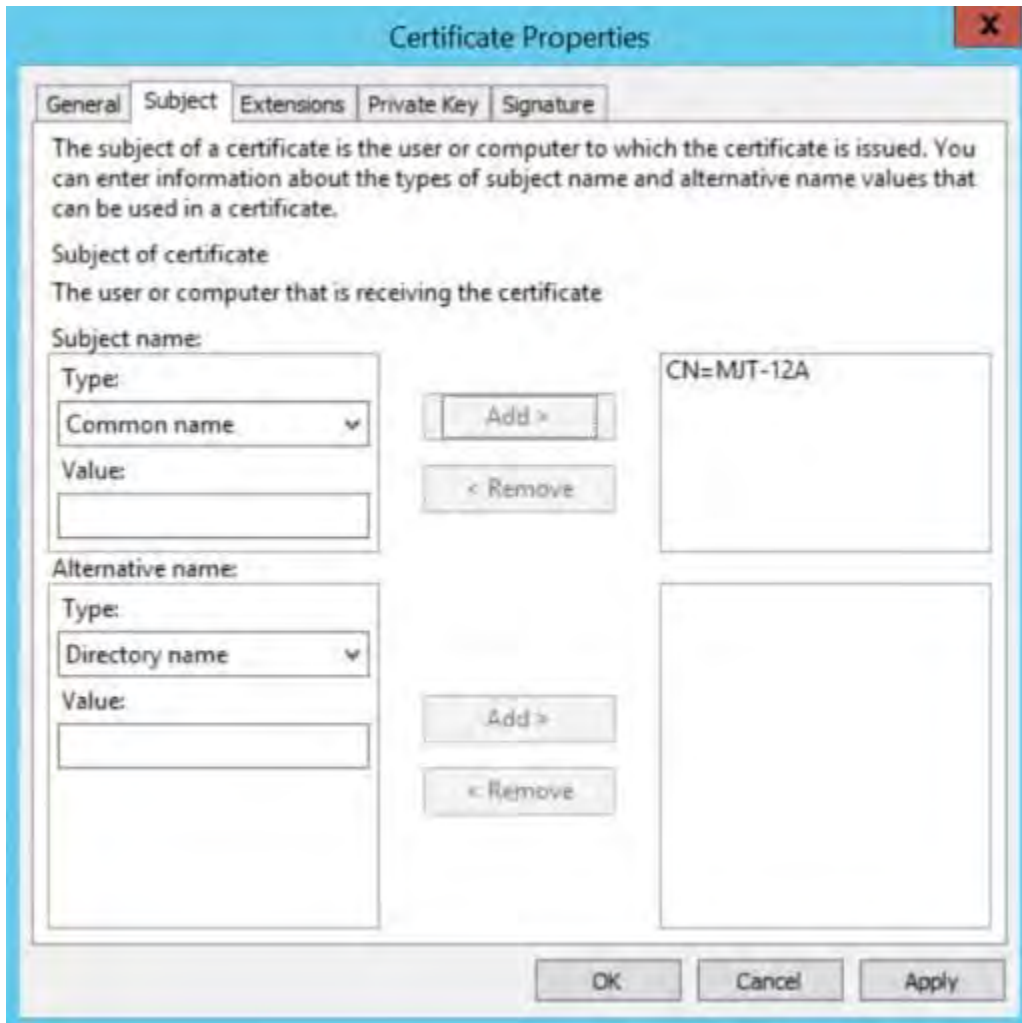 Certificate Properties
X
General Subject Extensions Private Key Signature
The subject of a certificate is the user or computer to which the certificate is issued. You
can enter information about the types of subject name and alternative name values that
can be used in a certificate.
Subject of certificate
The user or computer that is receiving the certificate
Subject name:
Type:
Common name
Value:
Add >
< Remove
CN=MJT-12A
Alternative name:
Type:
Directory name
Value:
Add >
< Remove
OK Cancel Apply